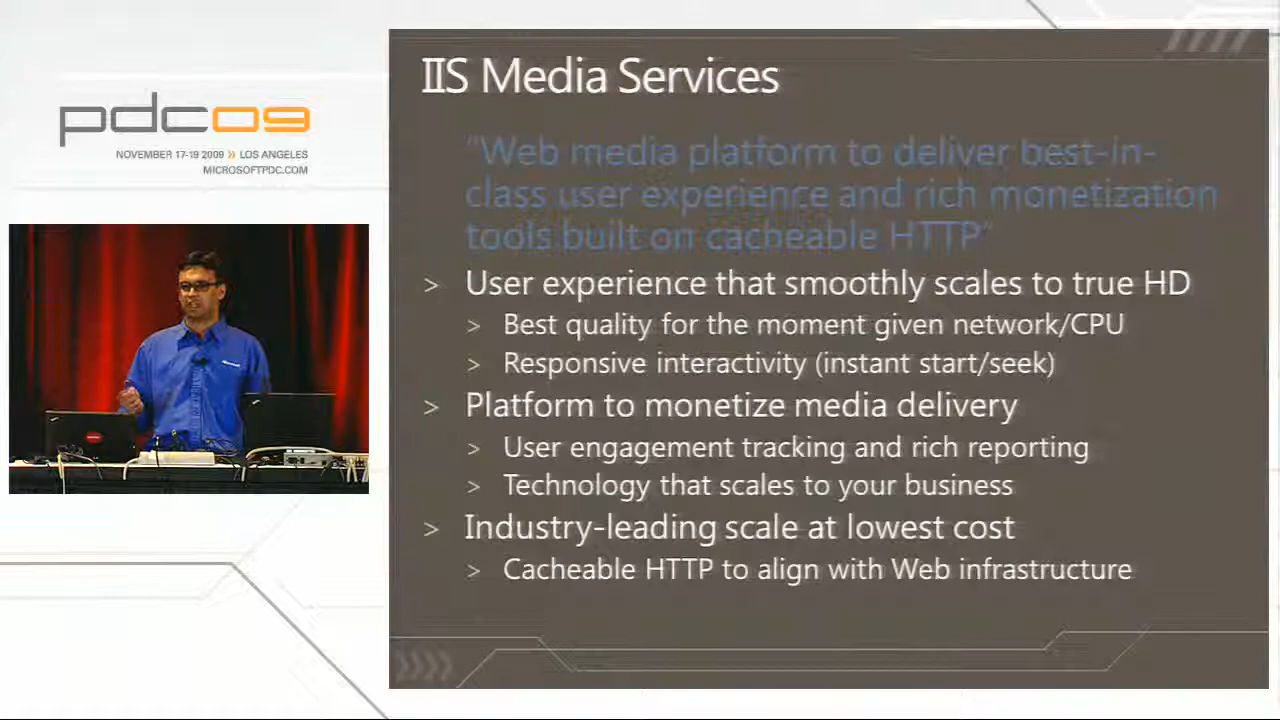 pdc09
NOVEMBER 17-19 2009 » LOS ANGELES
MICROSOFTPDC.COM
IIS Media Services
"Web media platform to deliver best-in-
class user experience and rich monetization
tools built on cacheable HTTP"
> User experience that smoothly scales to true HD
> Best quality for the moment given network/CPU
> Responsive interactivity (instant start/seek)
> Platform to monetize media delivery
> User engagement tracking and rich reporting
> Technology that scales to your business
> Industry-leading scale at lowest cost
> Cacheable HTTP to align with Web infrastructure